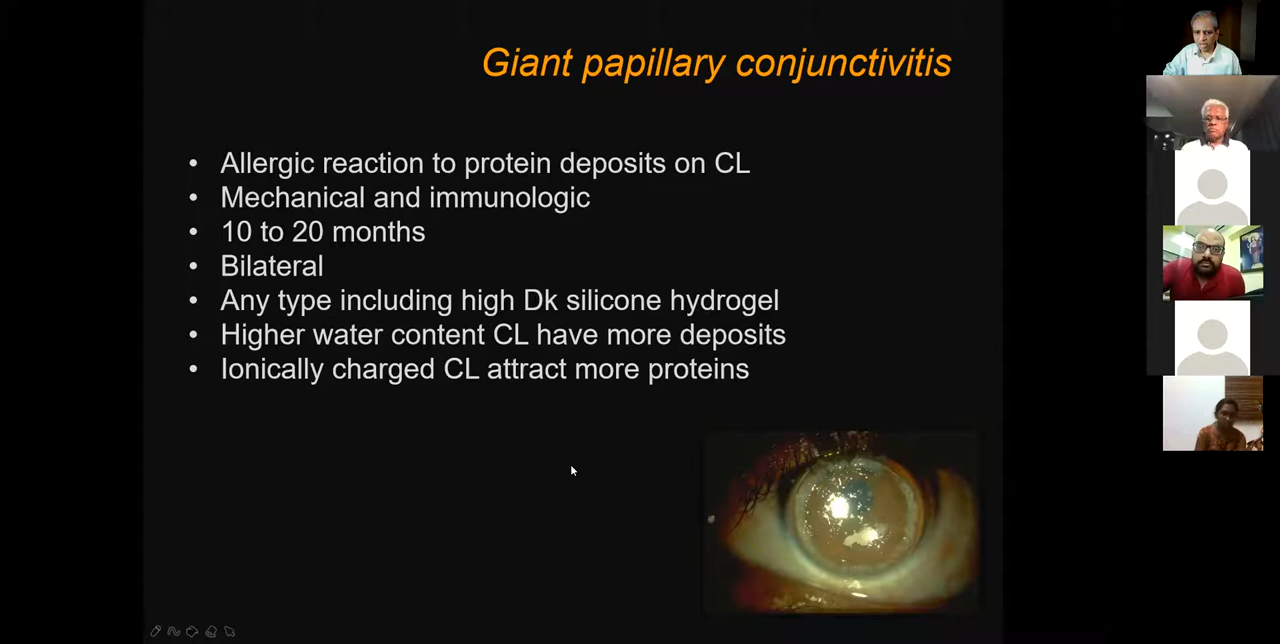 Giant papillary conjunctivitis
• Allergic reaction to protein deposits on CL
• Mechanical and immunologic
• 10 to 20 months
• Bilateral
• Any type including high Dk silicone hydrogel
• Higher water content CL have more deposits
• Ionically charged CL attract more proteins